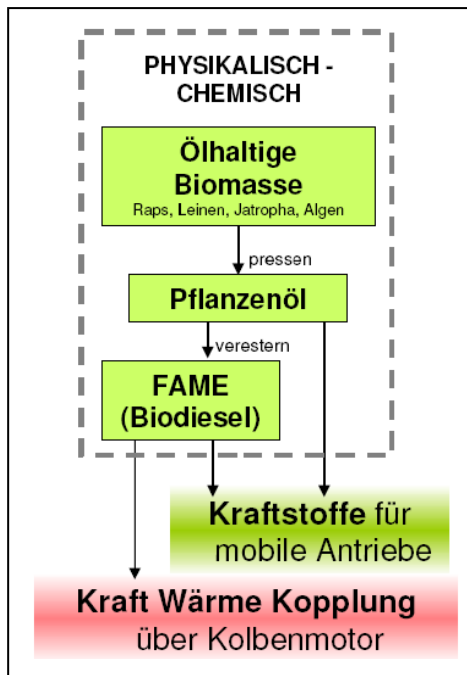 PHYSIKALISCH -
CHEMISCH
Ölhaltige
Biomasse
Raps, Leinen, Jatropha, Algen
pressen
Pflanzenöl
verestern
FAME
(Biodiesel)
Kraftstoffe für
mobile Antriebe
Kraft Wärme Kopplung
über Kolbenmotor